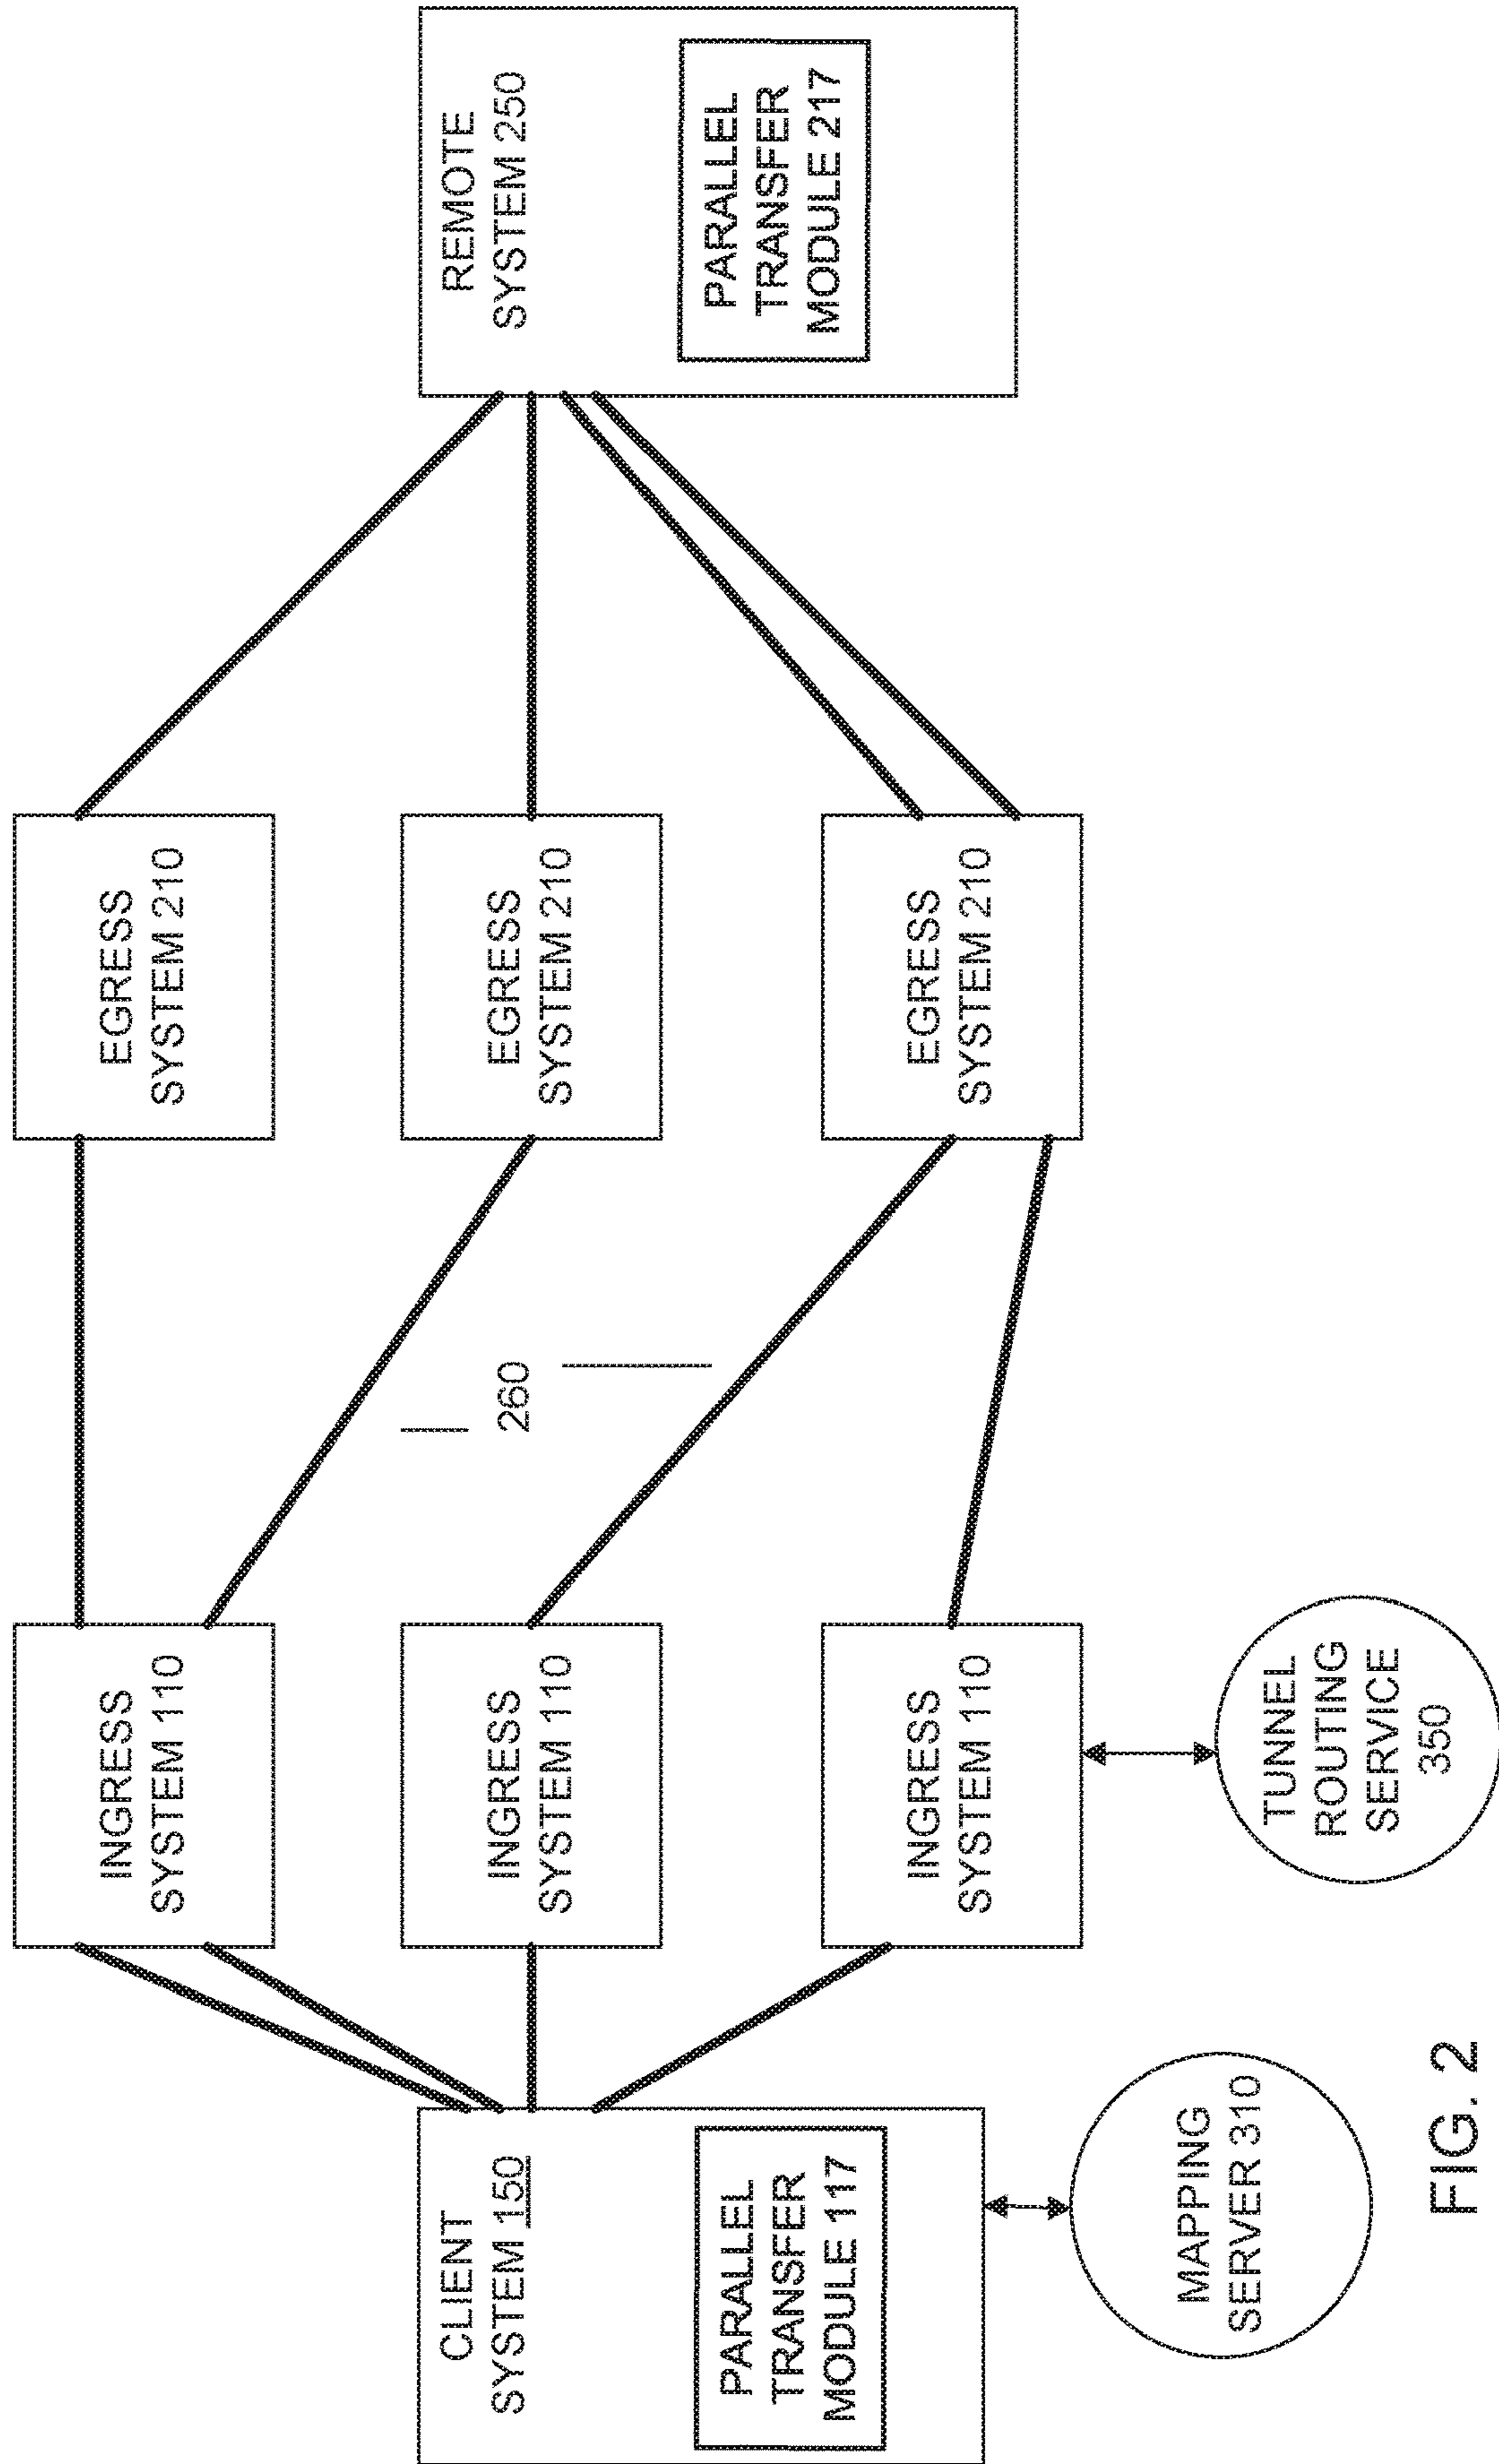 CLIENT
SYSTEM 150
PARALLEL
TRANSFER
MODULE 117
MAPPING
SERVER 310
INGRESS
SYSTEM 110
INGRESS
SYSTEM 110
INGRESS
SYSTEM 110
TUNNEL
ROUTING
SERVICE
350
260
EGRESS
SYSTEM 210
EGRESS
SYSTEM 210
EGRESS
SYSTEM 210
REMOTE
SYSTEM 250
PARALLEL
TRANSFER
MODULE 217
FIG. 2